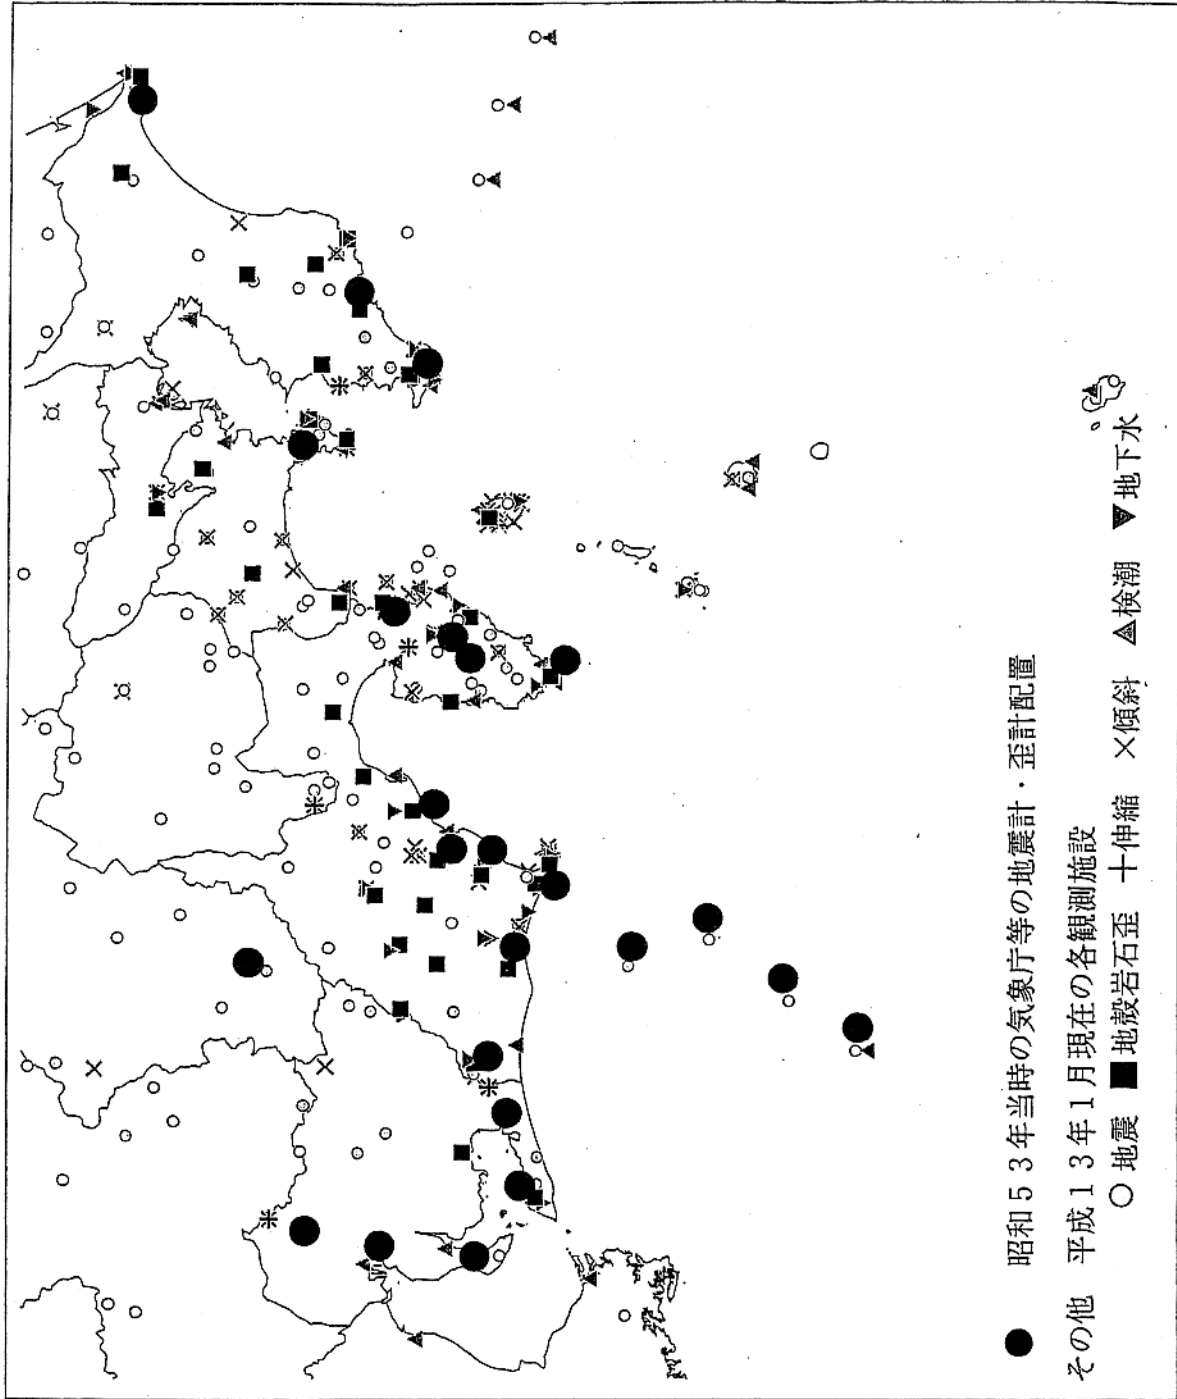 ● 昭和53年当時の気象庁等の地震計・歪計配置
その他 平成13年1月現在の各観測施設
○地震 ■地殻岩石歪 十伸縮 ×傾斜 ▲検潮 ▼地下水